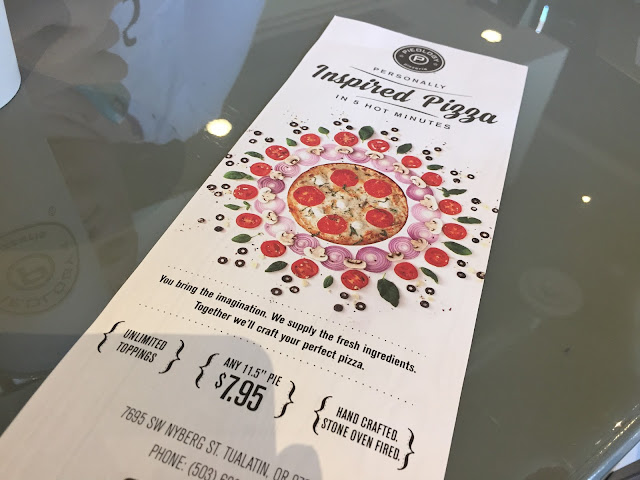 PIEOLOGY
PIZZERIA
PERSONALLY
Inspired Pizza
IN 5 HOT MINUTES
You bring the imagination. We supply the fresh ingredients.
Together we'll craft your perfect pizza.
UNLIMITED
TOPPINGS
ANY 11.5" PIE
$7.95
HAND CRAFTED.
STONE OVEN FIRED.
7695 SW NYBERG ST. TUALATIN, OR
PHONE: (503)